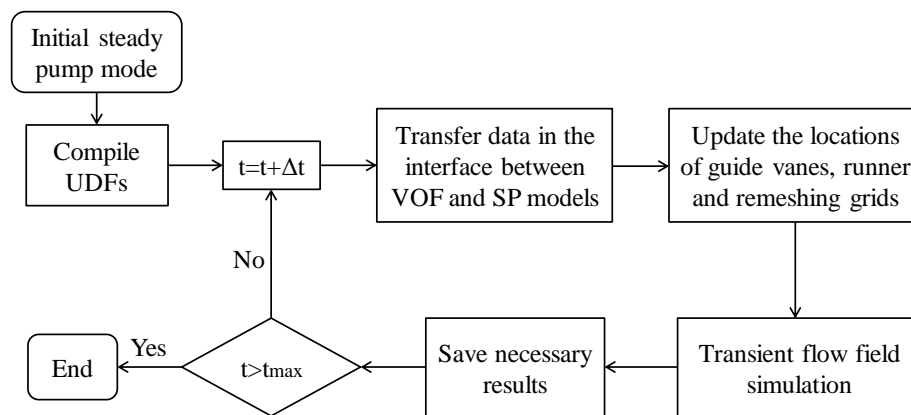 Initial steady
pump mode
Compile
UDFs
t=t+Δt
Transfer data in the
interface between
VOF and SP models
Update the locations
of guide vanes, runner
and remeshing grids
Transient flow field
simulation
Save necessary
results
t>tmax
No
Yes
End